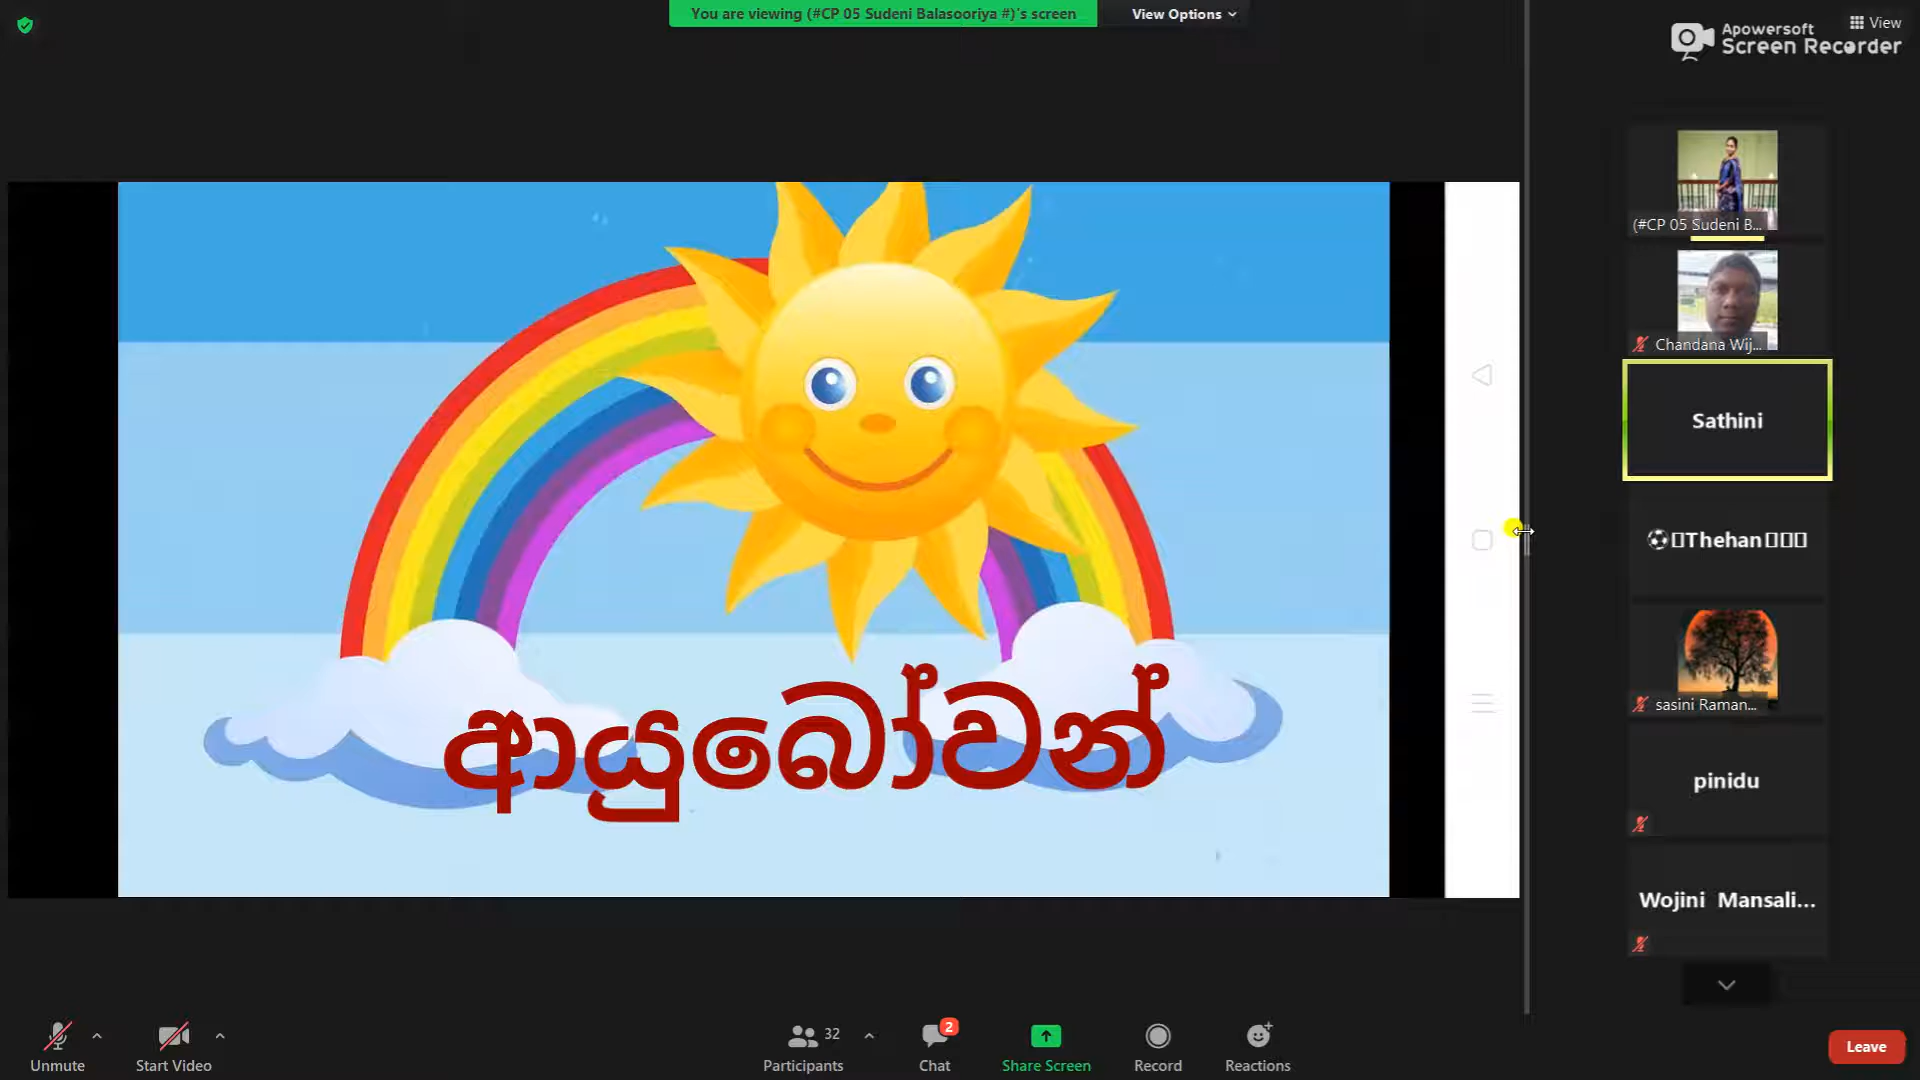 You are viewing (#CP 05 Sudeni Balasooriya #)'s screen
View Options
View
Apowersoft
Screen Recorder
(#CP 05 Sudeni B...
Chandana Wij...
Sathini
Thehan
sasini Raman...
pinidu
Wojini Mansali...
ආයුබෝවන්
Unmute
Start Video
32
Participants
2
Chat
Share Screen
Record
Reactions
Leave